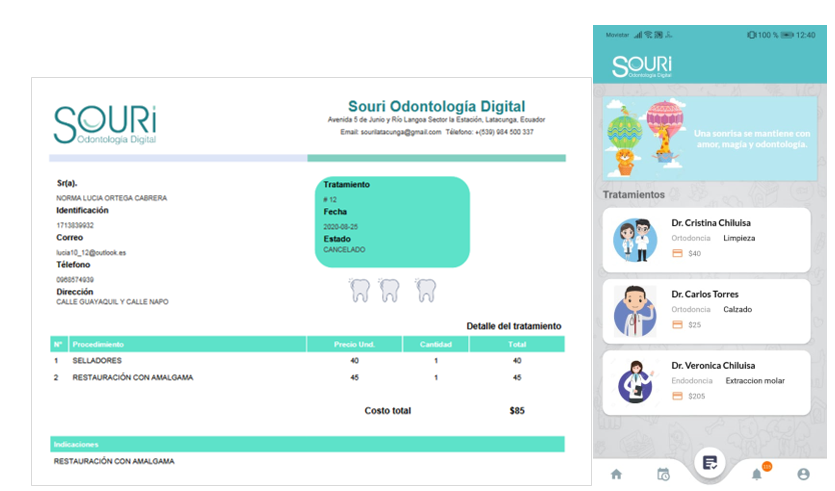 SOURi
Odontología Digital
Souri Odontología Digital
Avenida 5 de Junio y Río Langoa Sector la Estación, Latacunga, Ecuador
Email: sourilatacunga@gmail.com Télefono: +(539) 984 500 337
Sr(a).
NORMA LUCIA ORTEGA CABRERA
Identificación
1713839932
Correo
lucia10_12@outlook.es
Télefono
0968574939
Dirección
CALLE GUAYAQUIL Y CALLE NAPO
Tratamiento
# 12
Fecha
2020-08-25
Estado
CANCELADO
Detalle del tratamiento
Nº Procedimiento Precio Und. Cantidad Total
1 SELLADORES 40 1 40
2 RESTAURACIÓN CON AMALGAMA 45 1 45
Costo total $85
Indicaciones
RESTAURACIÓN CON AMALGAMA
Movistar 100 % 12:40
SOURi
Odontología Digital
Una sonrisa se mantiene con
amor, magia y odontología.
Tratamientos
Dr. Cristina Chiluisa
Ortodoncia Limpieza
$40
Dr. Carlos Torres
Ortodoncia Calzado
$25
Dr. Veronica Chiluisa
Endodoncia Extraccion molar
$205